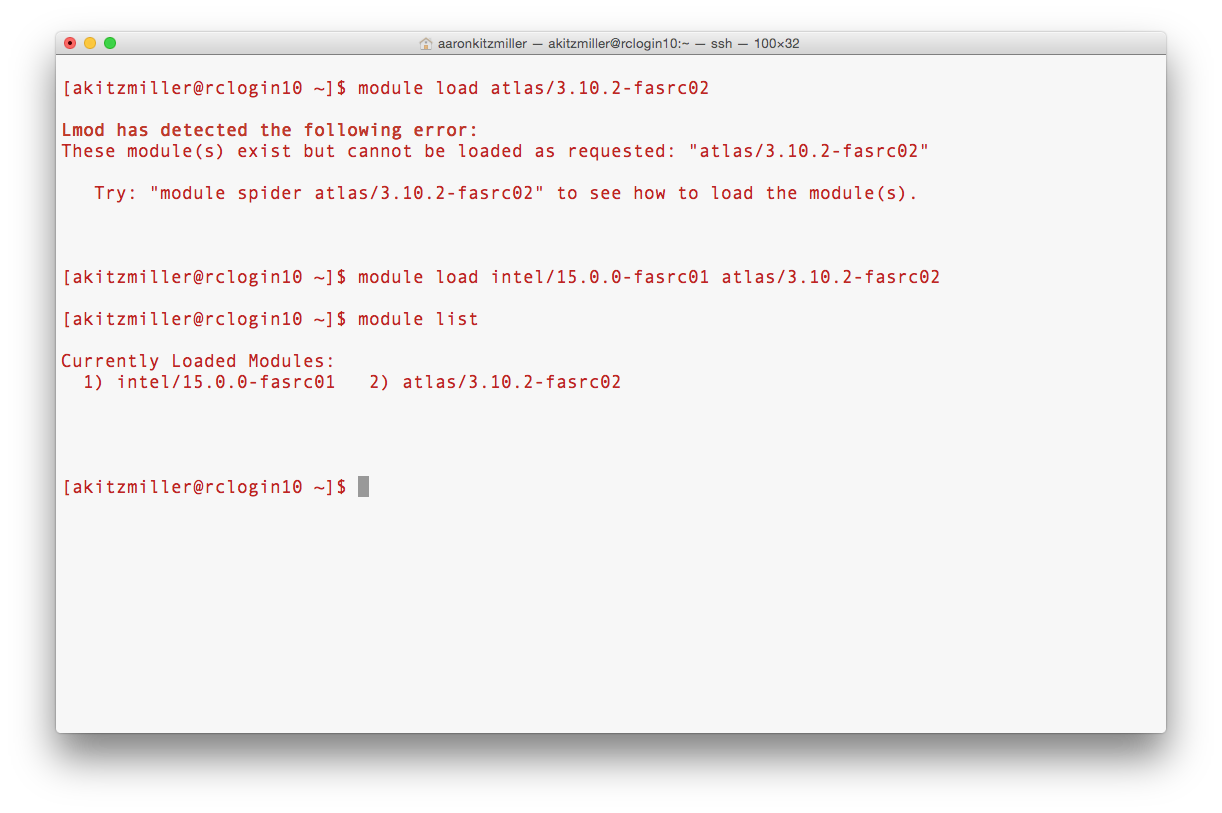 aaronkitzmiller — akitzmiller@rclogin10:~ — ssh — 100×32
[akitzmiller@rclogin10 ~]$ module load atlas/3.10.2-fasrc02
Lmod has detected the following error:
These module(s) exist but cannot be loaded as requested: "atlas/3.10.2-fasrc02"
Try: "module spider atlas/3.10.2-fasrc02" to see how to load the module(s).
[akitzmiller@rclogin10 ~]$ module load intel/15.0.0-fasrc01 atlas/3.10.2-fasrc02
[akitzmiller@rclogin10 ~]$ module list
Currently Loaded Modules:
1) intel/15.0.0-fasrc01   2) atlas/3.10.2-fasrc02
[akitzmiller@rclogin10 ~]$